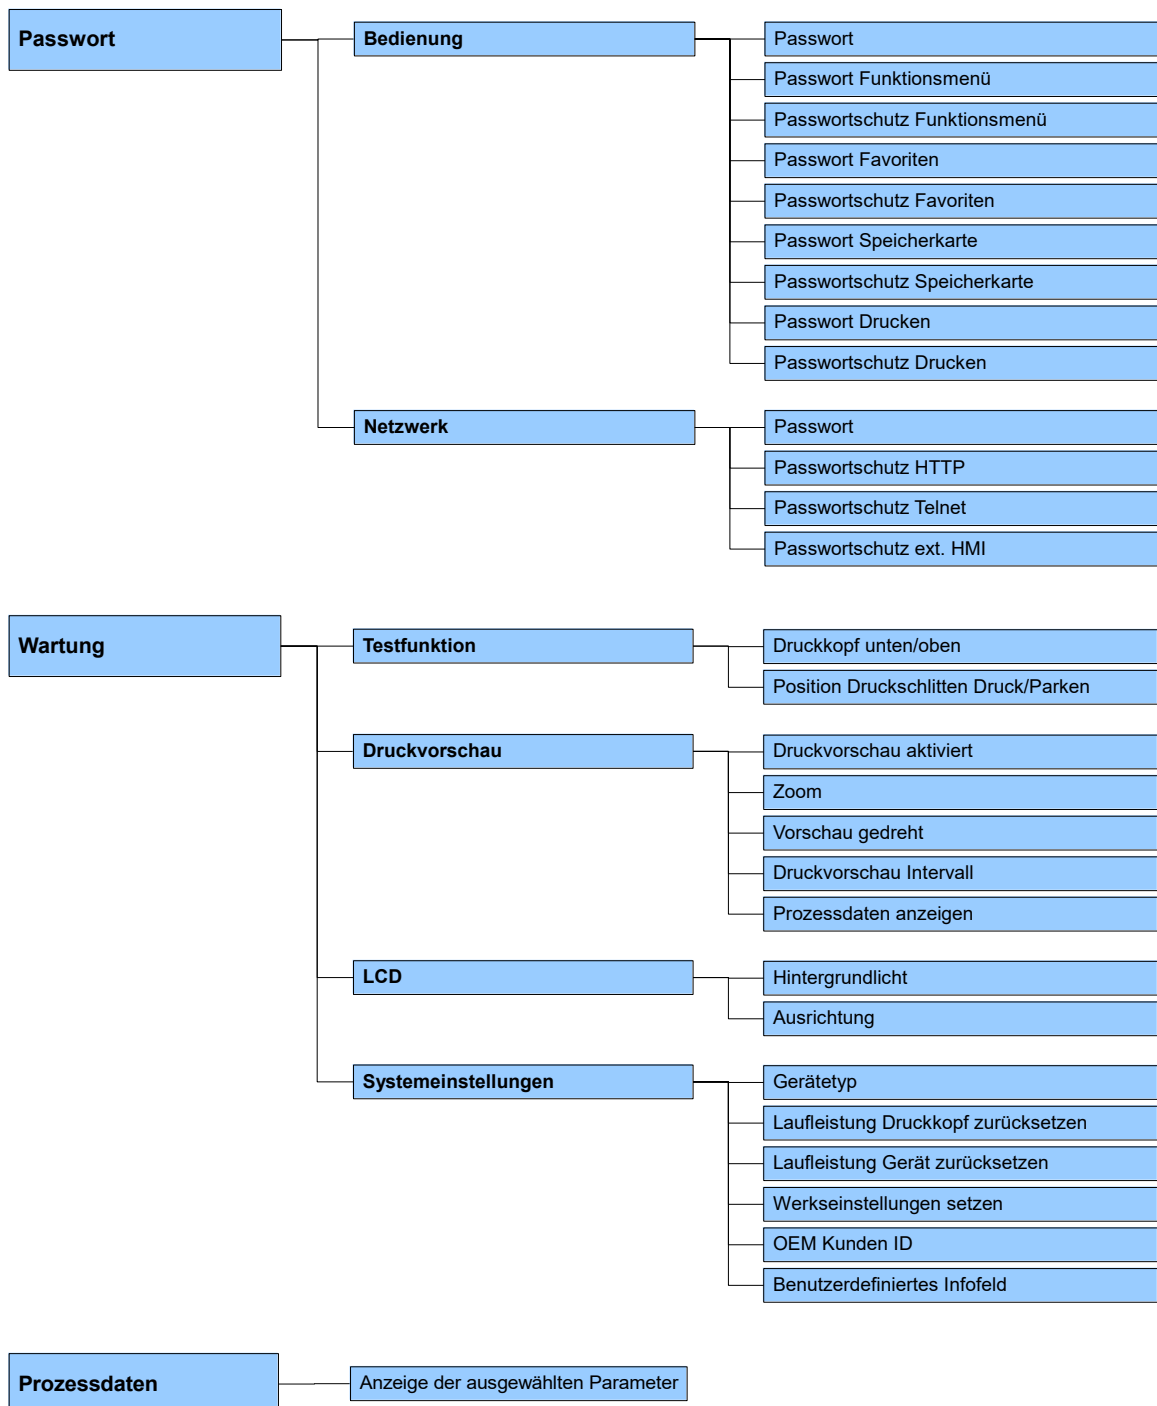 Passwort
Bedienung
Passwort
Passwort Funktionsmenü
Passwortschutz Funktionsmenü
Passwort Favoriten
Passwortschutz Favoriten
Passwort Speicherkarte
Passwortschutz Speicherkarte
Passwort Drucken
Passwortschutz Drucken
Netzwerk
Passwort
Passwortschutz HTTP
Passwortschutz Telnet
Passwortschutz ext. HMI
Wartung
Testfunktion
Druckkopf unten/oben
Position Druckschlitten Druck/Parken
Druckvorschau
Druckvorschau aktiviert
Zoom
Vorschau gedreht
Druckvorschau Intervall
Prozessdaten anzeigen
LCD
Hintergrundlicht
Ausrichtung
Systemeinstellungen
Gerätetyp
Laufleistung Druckkopf zurücksetzen
Laufleistung Gerät zurücksetzen
Werkseinstellungen setzen
OEM Kunden ID
Benutzerdefiniertes Infofeld
Prozessdaten
Anzeige der ausgewählten Parameter